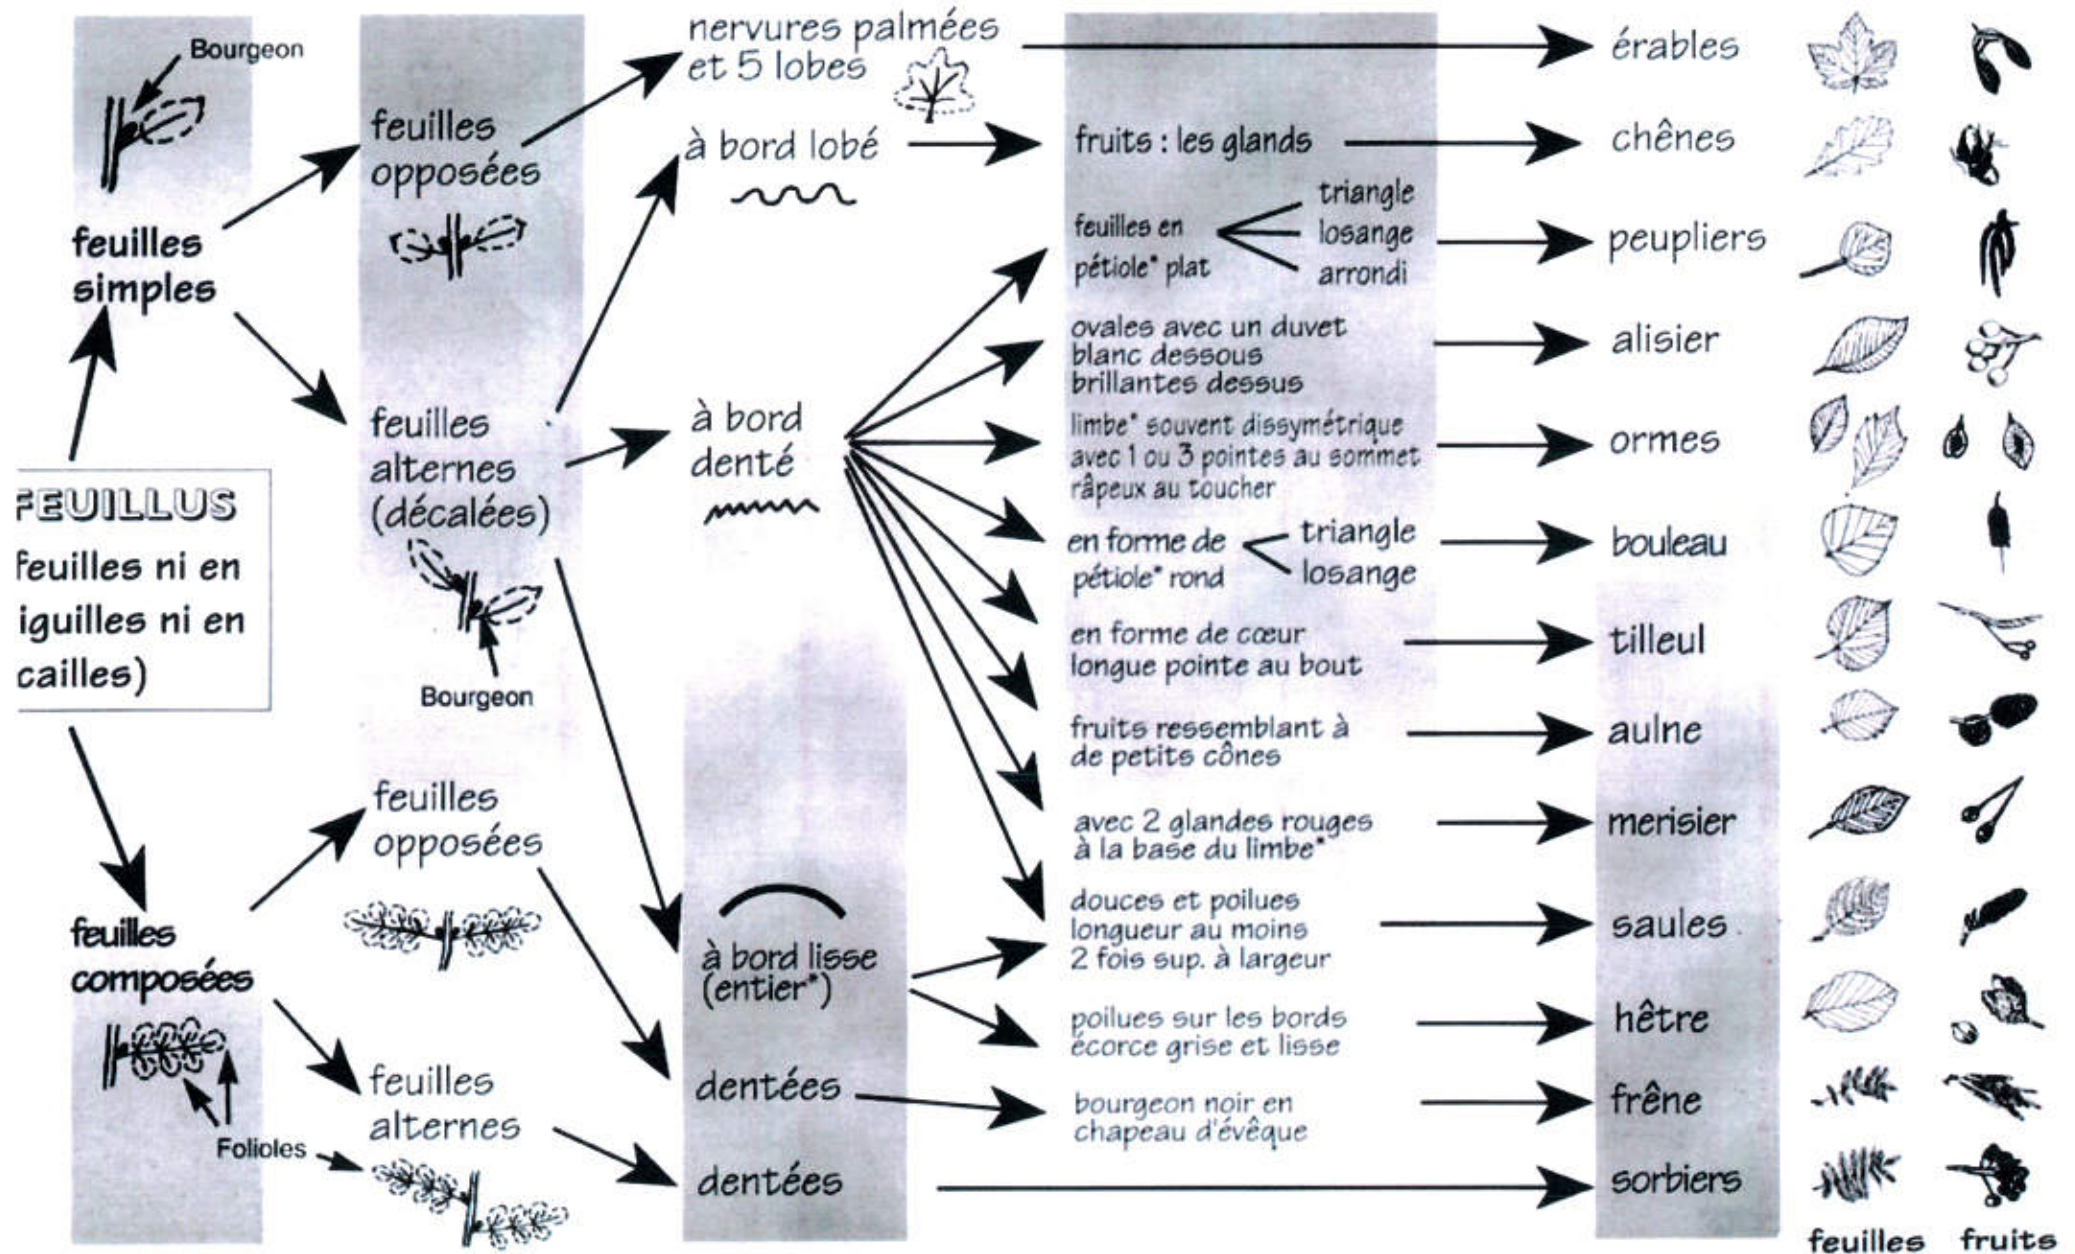 Bourgeon
feuilles
simples
FEUILLUS
feuilles ni en
iguilles ni en
cailles)
feuilles
composées
Folioles
feuilles
opposées
feuilles
alternes
(décalées)
Bourgeon
feuilles
opposées
feuilles
alternes
nervures palmées
et 5 lobes
à bord lobé
à bord
denté
à bord lisse
(entier*)
dentées
dentées
fruits : les glands
feuilles en
pétiole* plat
triangle
losange
arrondi
ovales avec un duvet
blanc dessous
brillantes dessus
limbe* souvent dissymétrique
avec 1 ou 3 pointes au sommet
râpeux au toucher
en forme de
pétiole* rond
triangle
losange
en forme de cœur
longue pointe au bout
fruits ressemblant à
de petits cônes
avec 2 glandes rouges
à la base du limbe*
douces et poilues
longueur au moins
2 fois sup. à largeur
poilues sur les bords
écorce grise et lisse
bourgeon noir en
chapeau d'évêque
érables
chênes
peupliers
alisier
ormes
bouleau
tilleul
aulne
merisier
saules
hêtre
frêne
sorbiers
feuilles
fruits